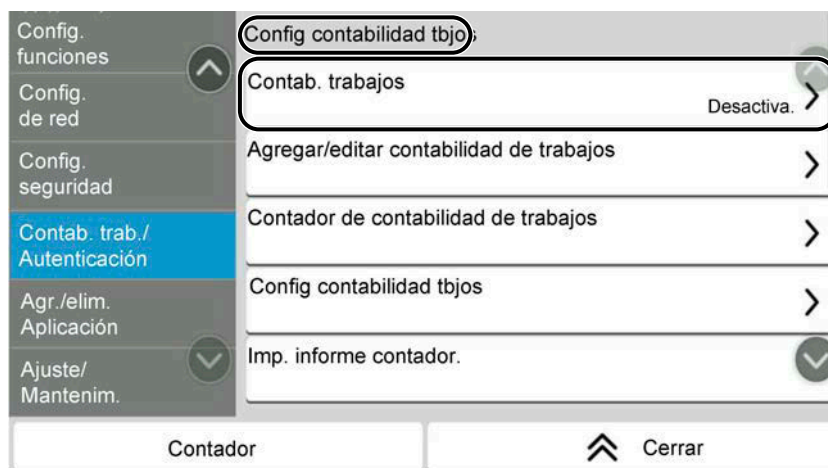 Config.
funciones
Config.
de red
Config.
seguridad
Contab. trab./
Autenticación
Agr./elim.
Aplicación
Ajuste/
Mantenim.
Config contabilidad tbjos
Contab. trabajos
Desactiva.
Agregar/editar contabilidad de trabajos
Contador de contabilidad de trabajos
Config contabilidad tbjos
Imp. informe contador.
Contador
Cerrar